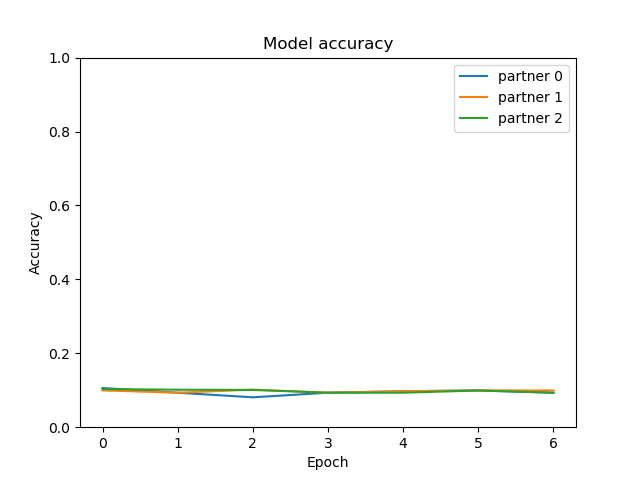 Model accuracy
Accuracy
1.0
0.8
0.6
0.4
0.2
0.0
partner 0
partner 1
partner 2
0 1 2 3 4 5 6
Epoch